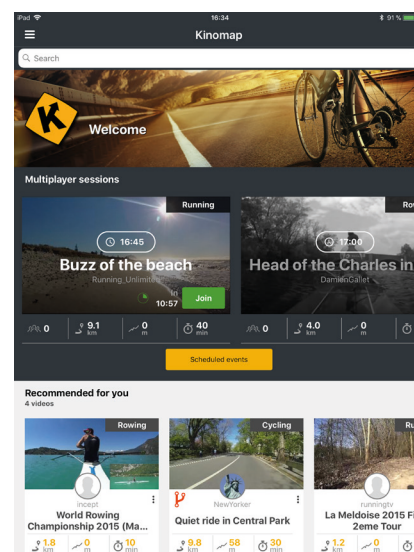 iPad
16:34
91 %
Kinomap
Search
K
Welcome
Multiplayer sessions
Running
16:45
Buzz of the beach
Running_Unlimite
in
10:57
Join
0
9.1 km
0 m
40 min
17:00
Head of the Charles in
DamienGallet
0
4.0 km
0 m
Scheduled events
Recommended for you
4 videos
Rowing
incept
World Rowing
Championship 2015 (Ma...
1.8 km
0 m
10 min
Cycling
NewYorker
Quiet ride in Central Park
9.8 km
58 m
30 min
Ru
runningtv
La Meldoise 2015 Fi
2eme Tour
1.2 km
0 m